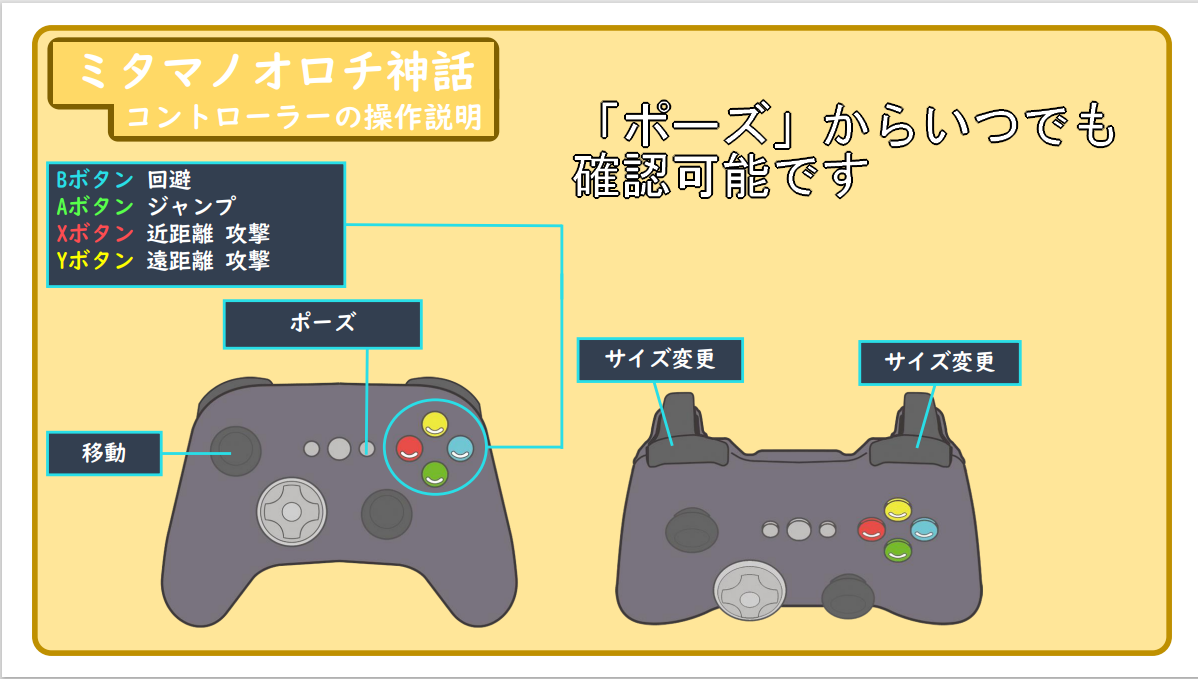 ミタマノオロチ神話
コントローラーの操作説明
「ポーズ」からいつでも
確認可能です
Bボタン 回避
Aボタン ジャンプ
Xボタン 近距離 攻撃
Yボタン 遠距離 攻撃
ポーズ
サイズ変更
サイズ変更
移動